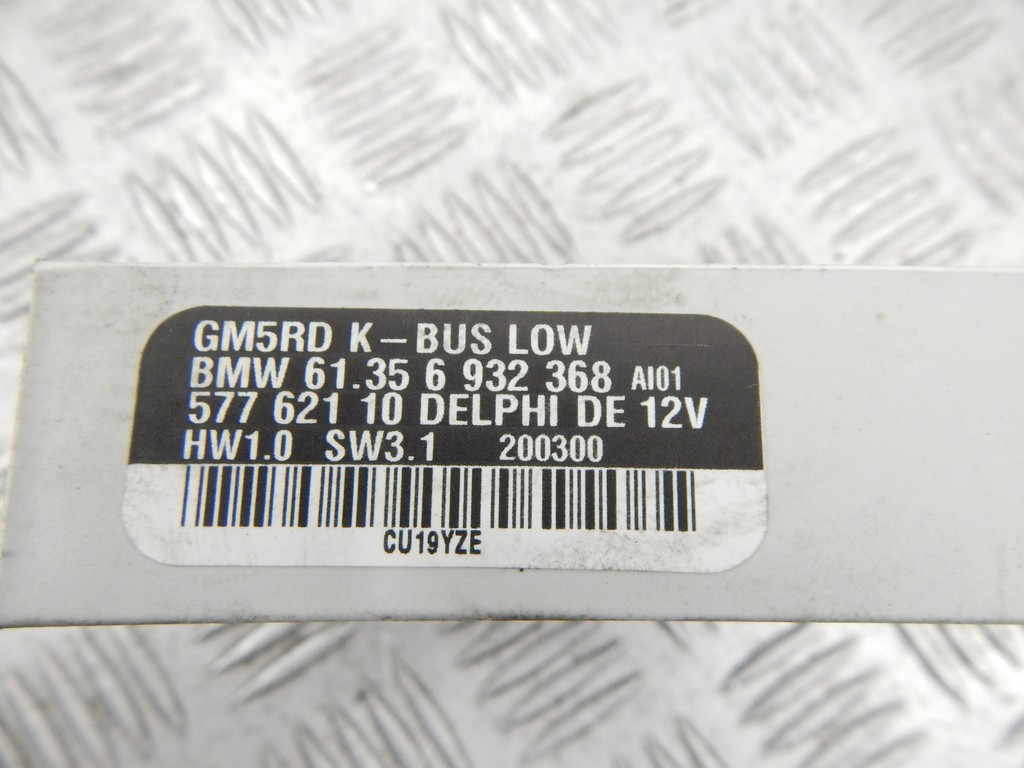 GM5RD K-BUS LOW
BMW 61.35 6 932 368 AI01
577 621 10 DELPHI DE 12V
HW1.0 SW3.1 200300
CU19YZE